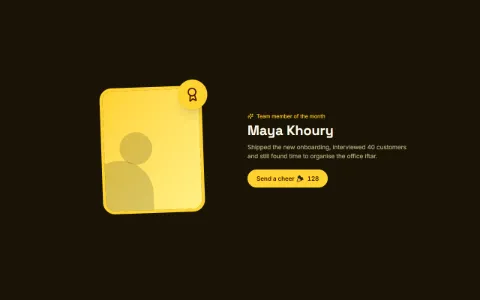 Team member of the month
Maya Khoury
Shipped the new onboarding, interviewed 40 customers
and still found time to organise the office iftar.
Send a cheer 128